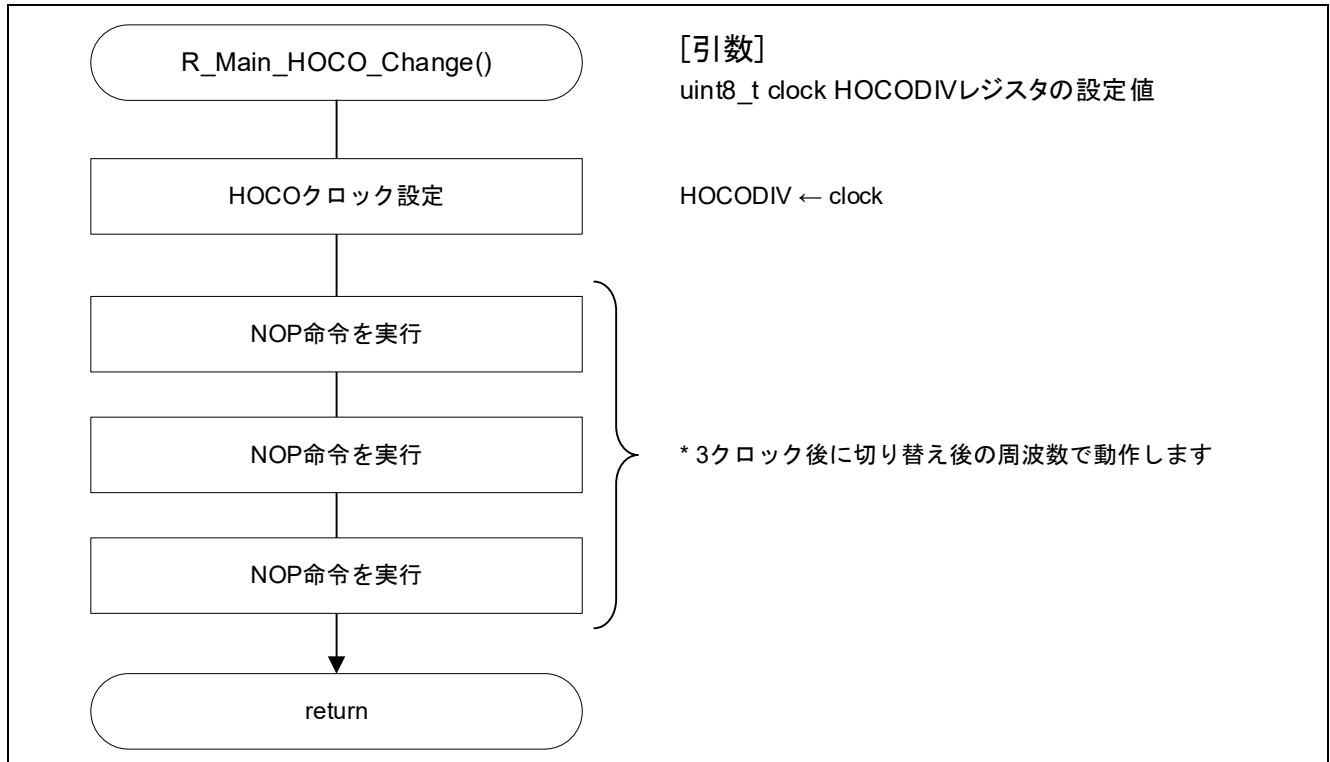 R_Main_HOCO_Change()
[引数]
uint8_t clock HOCODIVレジスタの設定値
HOCOクロック設定
HOCODIV ← clock
NOP命令を実行
NOP命令を実行
* 3クロック後に切り替え後の周波数で動作します
NOP命令を実行
return